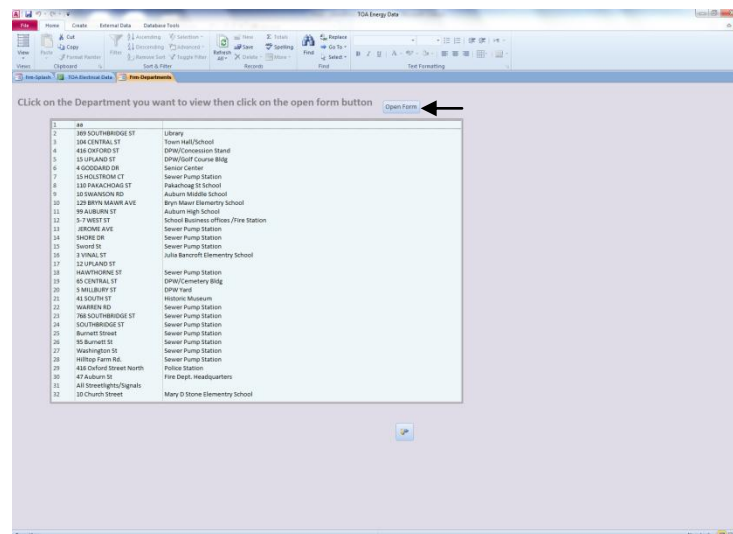 TOA Energy Data
File Home Create External Data Database Tools
View Paste Cut Copy Format Painter
Filter Ascending Descending Remove Sort Selection Advanced Toggle Filter
Refresh All New Save Delete Totals Spelling More
Find Replace Go To Select
Views Clipboard Sort & Filter Records Find Text Formatting
Frm-Splash TOA Electrical Data Frm-Departments
CLick on the Department you want to view then click on the open form button
Open Form
1 aa
2 369 SOUTHBRIDGE ST Library
3 104 CENTRAL ST Town Hall/School
4 416 OXFORD ST DPW/Concession Stand
5 15 UPLAND ST DPW/Golf Course Bldg
6 4 GODDARD DR Senior Center
7 15 HOLSTROM CT Sewer Pump Station
8 110 PAKACHOAG ST Pakachoag St School
9 10 SWANSON RD Auburn Middle School
10 129 BRYN MAWR AVE Bryn Mawr Elementry School
11 99 AUBURN ST Auburn High School
12 5-7 WEST ST School Business offices /Fire Station
13 JEROME AVE Sewer Pump Station
14 SHORE DR Sewer Pump Station
15 Sword St Sewer Pump Station
16 3 VINAL ST Julia Bancroft Elementry School
17 12 UPLAND ST
18 HAWTHORNE ST Sewer Pump Station
19 65 CENTRAL ST DPW/Cemetery Bldg
20 5 MILLBURY ST DPW Yard
21 41 SOUTH ST Historic Museum
22 WARREN RD Sewer Pump Station
23 766 SOUTHBRIDGE ST Sewer Pump Station
24 SOUTHBRIDGE ST Sewer Pump Station
25 Burnett Street Sewer Pump Station
26 95 Burnett St Sewer Pump Station
27 Washington St Sewer Pump Station
28 Hilltop Farm Rd. Sewer Pump Station
29 416 Oxford Street North Police Station
30 47 Auburn St Fire Dept. Headquarters
31 All Streetlights/Signals
32 10 Church Street Mary D Stone Elementry School